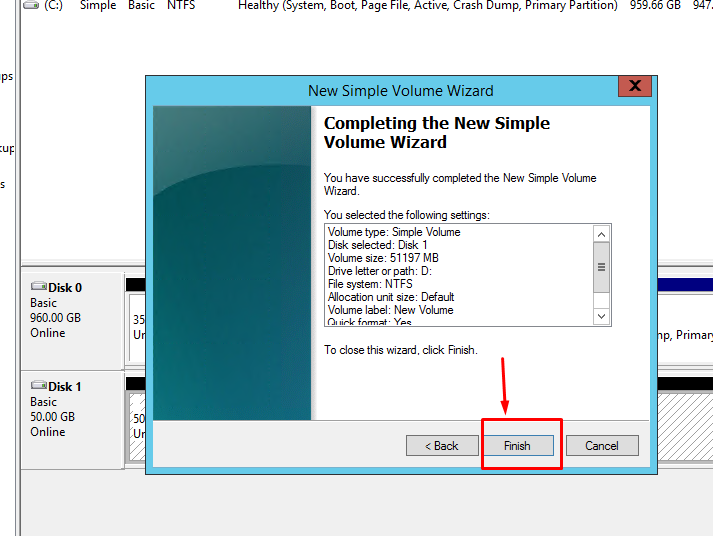 (C:) Simple Basic NTFS Healthy (System, Boot, Page File, Active, Crash Dump, Primary Partition) 959.66 GB 947.
ups
kup
s
New Simple Volume Wizard
X
Completing the New Simple
Volume Wizard
You have successfully completed the New Simple Volume
Wizard.
You selected the following settings:
Volume type: Simple Volume
Disk selected: Disk 1
Volume size: 51197 MB
Drive letter or path: D:
File system: NTFS
Allocation unit size: Default
Volume label: New Volume
Quick format: Yes
To close this wizard, click Finish.
< Back Finish Cancel
Disk 0
Basic
960.00 GB
Online
35
Un
mp, Primary
Disk 1
Basic
50.00 GB
Online
50
Un